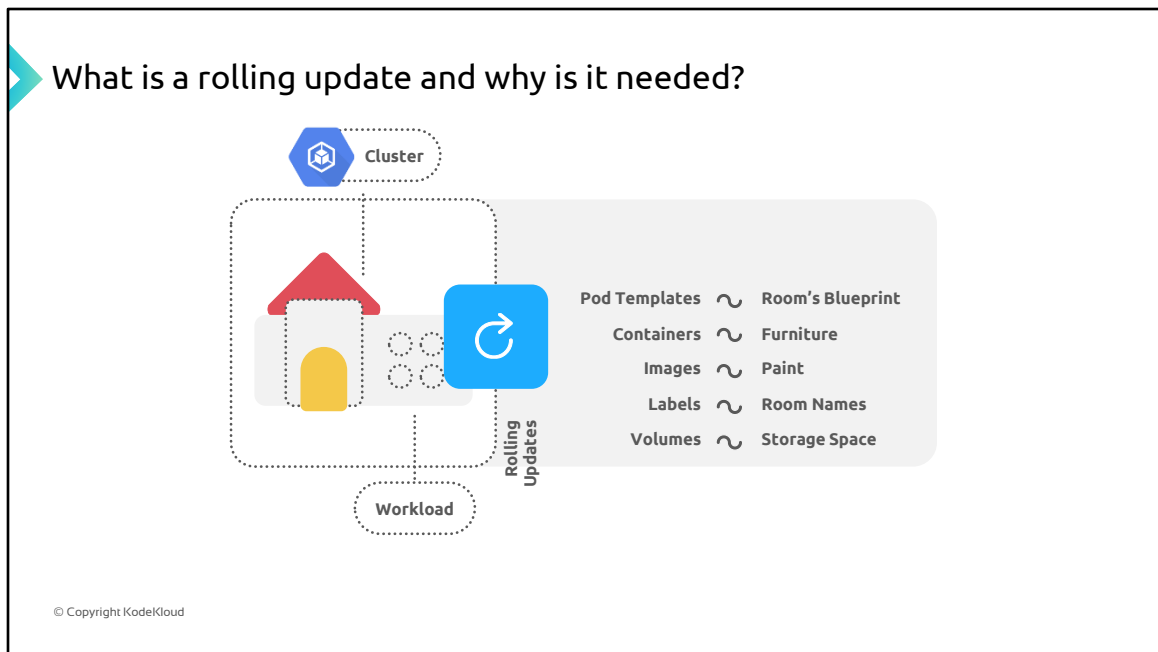 What is a rolling update and why is it needed?
Cluster
Pod Templates Room's Blueprint
Containers Furniture
Images Paint
Labels Room Names
Volumes Storage Space
Rolling
Updates
Workload
© Copyright KodeKloud